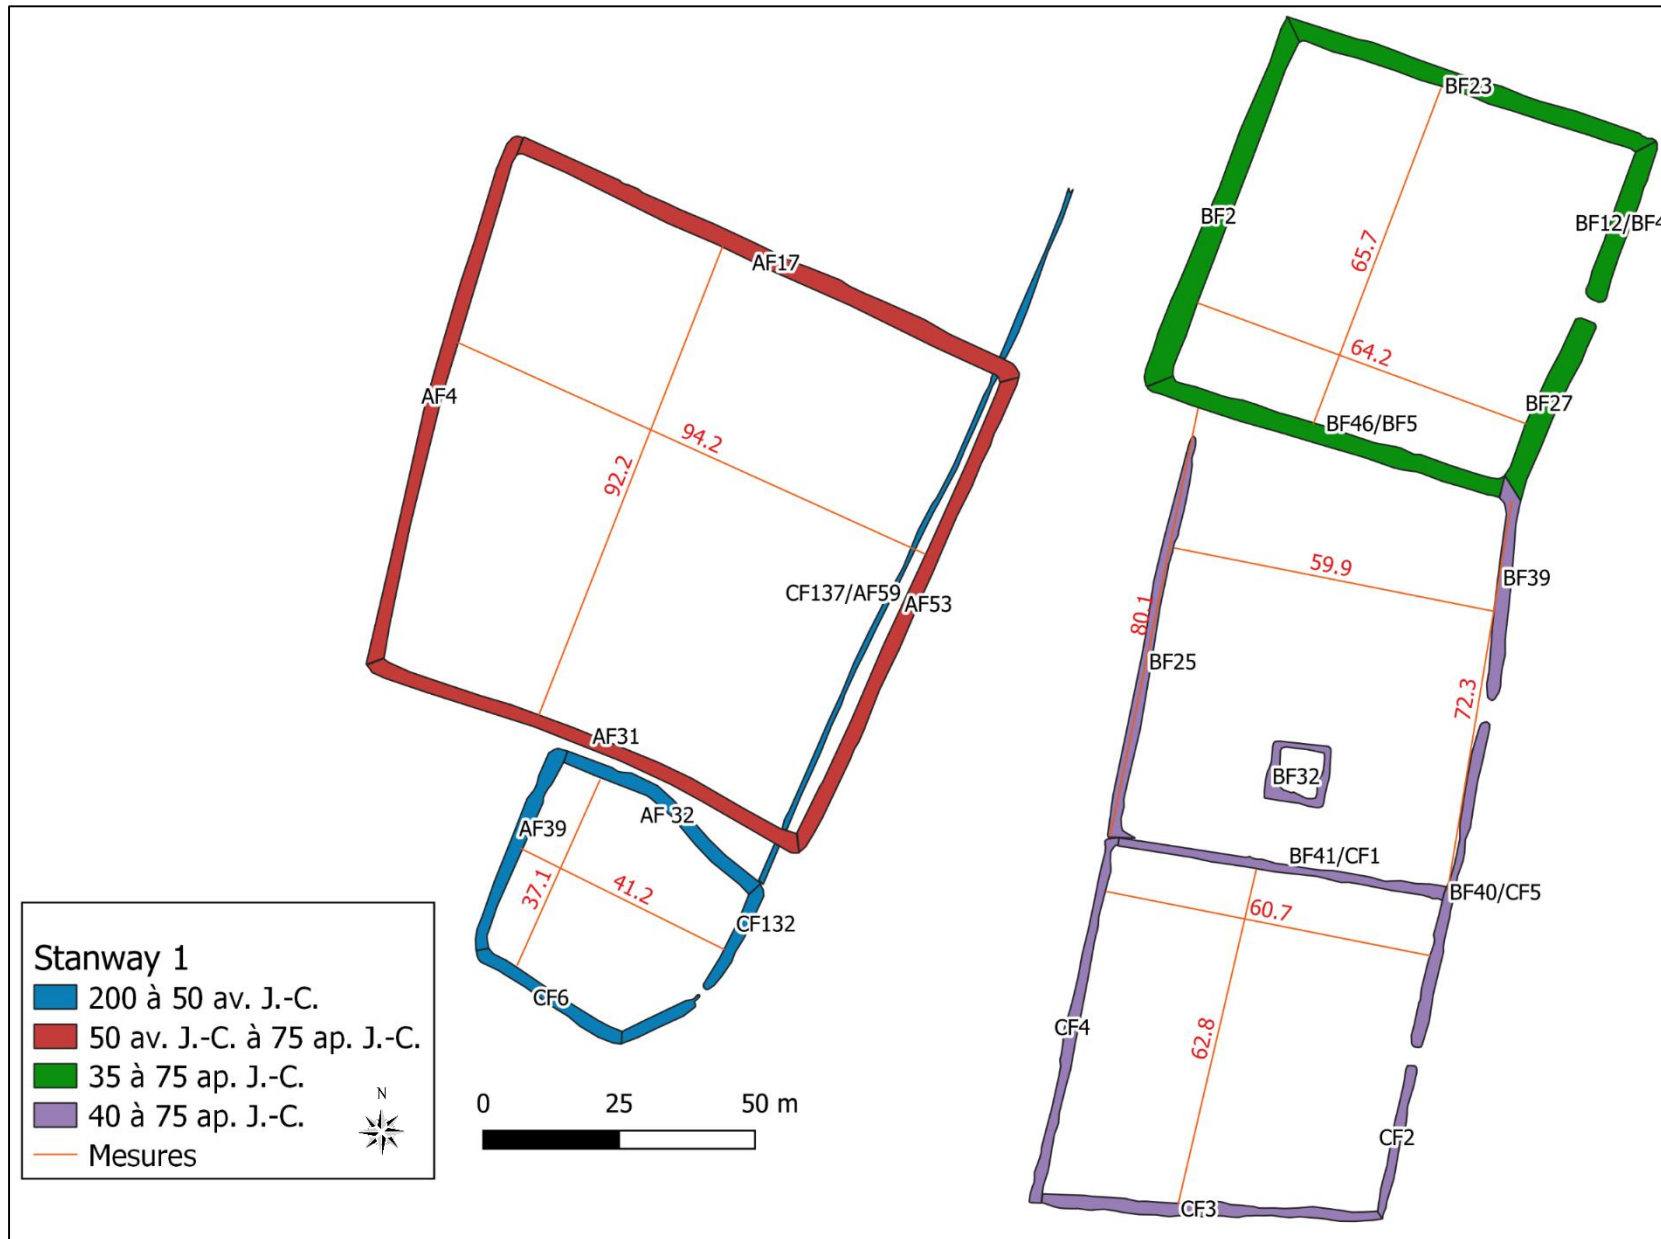 BF23
BF2
BF12/BF4
65.7
AF17
64.2
BF27
BF46/BF5
AF4
94.2
92.2
59.9
BF39
CF137/AF59
AF53
80.1
BF25
72.3
AF31
BF32
AF 32
AF39
BF41/CF1
37.1
41.2
BF40/CF5
60.7
CF132
CF6
CF4
62.8
CF2
CF3
Stanway 1
200 à 50 av. J.-C.
50 av. J.-C. à 75 ap. J.-C.
35 à 75 ap. J.-C.
40 à 75 ap. J.-C.
Mesures
N
0 25 50 m